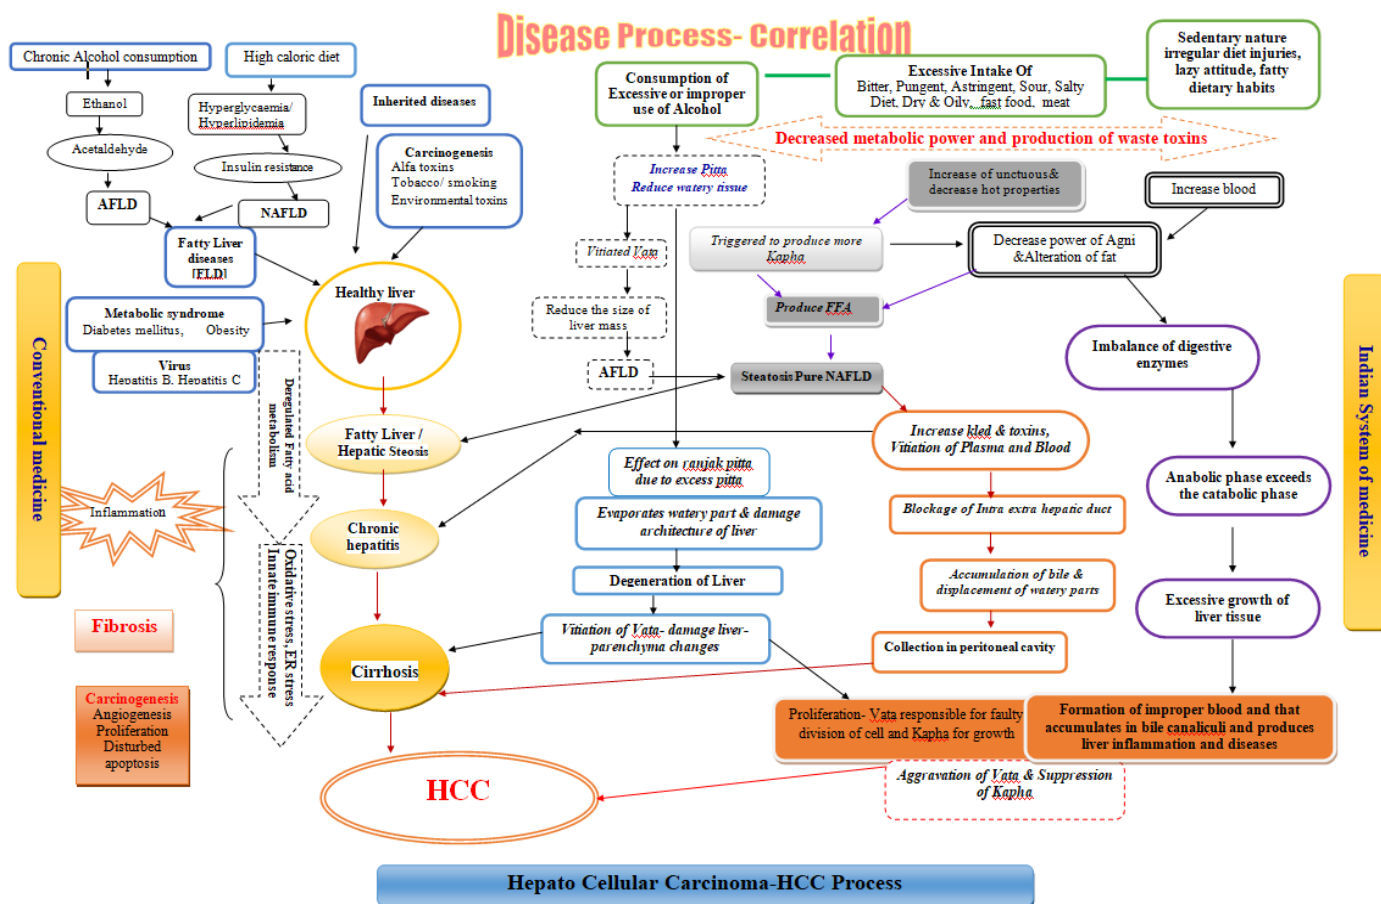 Disease Process- Correlation
Chronic Alcohol consumption
High caloric diet
Ethanol
Hyperglycaemia/
Hyperlipidemia
Acetaldehyde
Insulin resistance
AFLD
NAFLD
Fatty Liver
diseases
[FLD]
Inherited diseases
Carcinogenesis
Alfa toxins
Tobacco/ smoking
Environmental toxins
Healthy liver
Metabolic syndrome
Diabetes mellitus, Obesity
Virus
Hepatitis B. Hepatitis C
Conventional medicine
Deregulated Fatty acid
metabolism
Fatty Liver /
Hepatic Steosis
Inflammation
Chronic
hepatitis
Oxidative stress, ER stress
Innate immune response
Fibrosis
Cirrhosis
Carcinogenesis
Angiogenesis
Proliferation
Disturbed
apoptosis
HCC
Consumption of
Excessive or improper
use of Alcohol
Excessive Intake Of
Bitter, Pungent, Astringent, Sour, Salty
Diet, Dry & Oily, fast food, meat
Sedentary nature
irregular diet injuries,
lazy attitude, fatty
dietary habits
Decreased metabolic power and production of waste toxins
Increase Pitta
Reduce watery tissue
Increase of unctuous&
decrease hot properties
Increase blood
Vitiated Vata
Triggered to produce more
Kapha
Decrease power of Agni
&Alteration of fat
Reduce the size of
liver mass
Produce FFA
Imbalance of digestive
enzymes
AFLD
Steatosis Pure NAFLD
Increase kled & toxins,
Vitiation of Plasma and Blood
Effect on ranjak pitta
due to excess pitta
Anabolic phase exceeds
the catabolic phase
Evaporates watery part & damage
architecture of liver
Blockage of Intra extra hepatic duct
Degeneration of Liver
Accumulation of bile &
displacement of watery parts
Excessive growth of
liver tissue
Vitiation of Vata- damage liver-
parenchyma changes
Collection in peritoneal cavity
Proliferation- Vata responsible for faulty
division of cell and Kapha for growth
Formation of improper blood and that
accumulates in bile canaliculi and produces
liver inflammation and diseases
Aggravation of Vata & Suppression
of Kapha
Indian System of medicine
Hepato Cellular Carcinoma-HCC Process